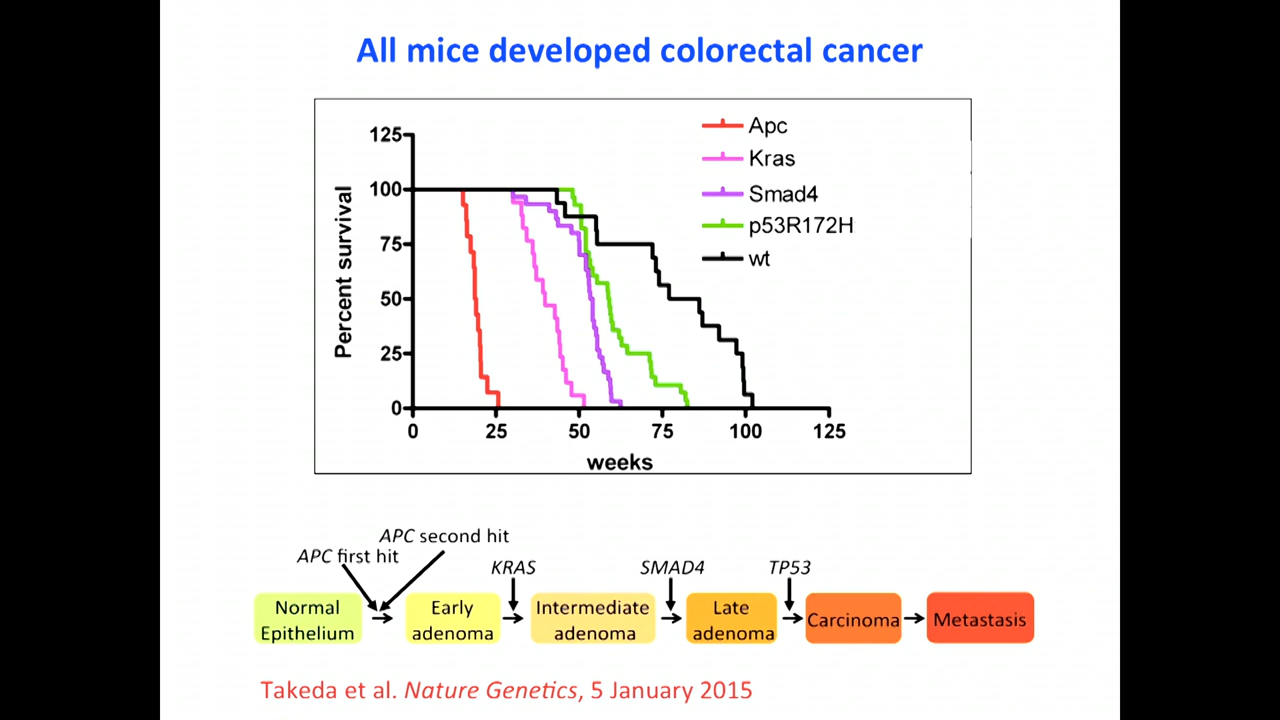 All mice developed colorectal cancer
125
100
75
50
25
0
Percent survival
0 25 50 75 100 125
weeks
Apc
Kras
Smad4
p53R172H
wt
APC second hit
APC first hit
KRAS
SMAD4
TP53
Normal
Epithelium
Early
adenoma
Intermediate
adenoma
Late
adenoma
Carcinoma
Metastasis
Takeda et al. Nature Genetics, 5 January 2015